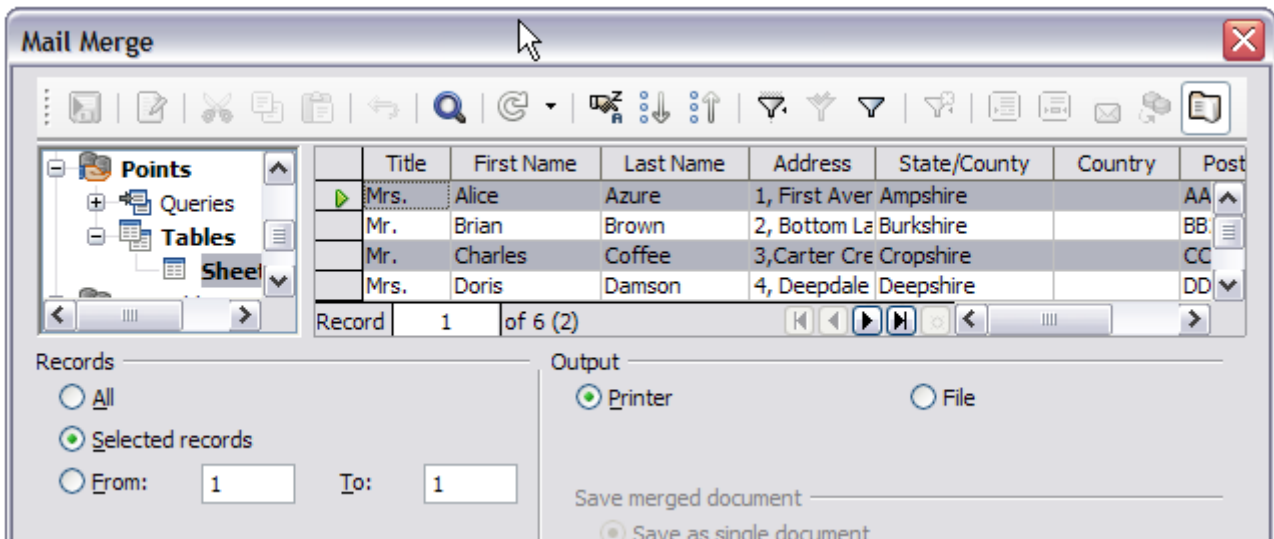 Mail Merge
Points
Queries
Tables
Sheet
Title First Name Last Name Address State/County Country Post
Mrs. Alice Azure 1, First Aver Ampshire AA
Mr. Brian Brown 2, Bottom La Burkshire BB
Mr. Charles Coffee 3,Carter Cre Cropshire CC
Mrs. Doris Damson 4, Deepdale Deepshire DD
Record 1 of 6 (2)
Records
All
Selected records
From: 1 To: 1
Output
Printer File
Save merged document
Save as single document